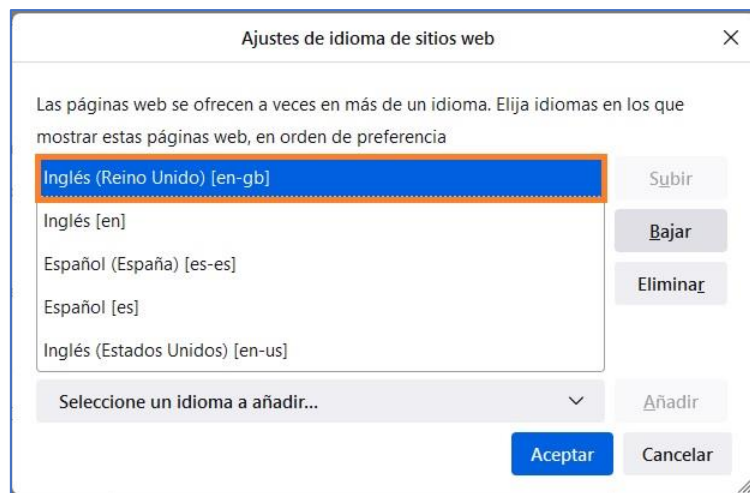 Ajustes de idioma de sitios web
Las páginas web se ofrecen a veces en más de un idioma. Elija idiomas en los que
mostrar estas páginas web, en orden de preferencia
Inglés (Reino Unido) [en-gb]
Inglés [en]
Español (España) [es-es]
Español [es]
Inglés (Estados Unidos) [en-us]
Subir
Bajar
Eliminar
Seleccione un idioma a añadir...
Añadir
Aceptar
Cancelar